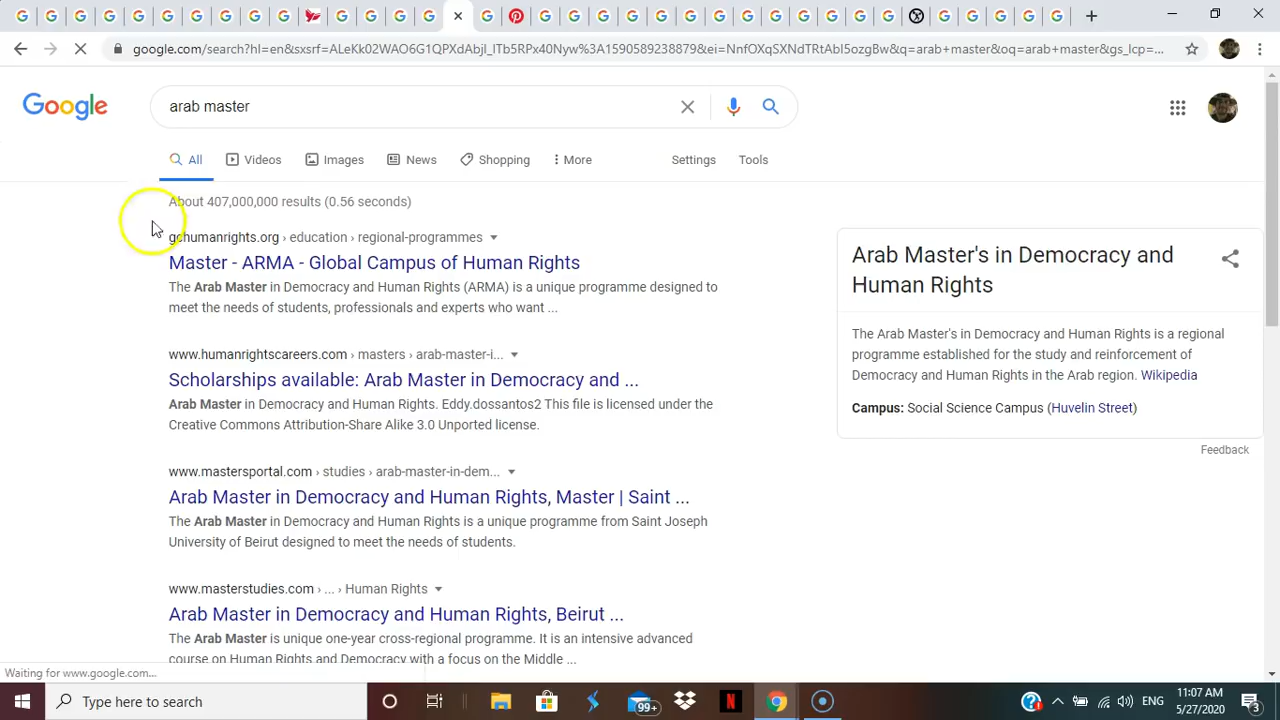 google.com/search?hl=en&sxsrf=ALeKk02WAO6G1QPXdAbjl_ITb5RPx40Nyw%3A1590589238879&ei=NnfOXqSXNdTRtAbl5ozgBw&q=arab+master&oq=arab+master&gs_lcp=...
Google
arab master
All
Videos
Images
News
Shopping
More
Settings
Tools
About 407,000,000 results (0.56 seconds)
gchumanrights.org › education › regional-programmes
Master - ARMA - Global Campus of Human Rights
The Arab Master in Democracy and Human Rights (ARMA) is a unique programme designed to
meet the needs of students, professionals and experts who want ...
www.humanrightscareers.com › masters › arab-master-i...
Scholarships available: Arab Master in Democracy and ...
Arab Master in Democracy and Human Rights. Eddy.dossantos2 This file is licensed under the
Creative Commons Attribution-Share Alike 3.0 Unported license.
www.mastersportal.com › studies › arab-master-in-dem...
Arab Master in Democracy and Human Rights, Master | Saint ...
The Arab Master in Democracy and Human Rights is a unique programme from Saint Joseph
University of Beirut designed to meet the needs of students.
www.masterstudies.com › ... › Human Rights
Arab Master in Democracy and Human Rights, Beirut ...
The Arab Master is unique one-year cross-regional programme. It is an intensive advanced
course on Human Rights and Democracy with a focus on the Middle ...
Arab Master's in Democracy and
Human Rights
The Arab Master's in Democracy and Human Rights is a regional
programme established for the study and reinforcement of
Democracy and Human Rights in the Arab region. Wikipedia
Campus: Social Science Campus (Huvelin Street)
Feedback
Waiting for www.google.com...
Type here to search
99+
ENG
11:07 AM
5/27/2020
3